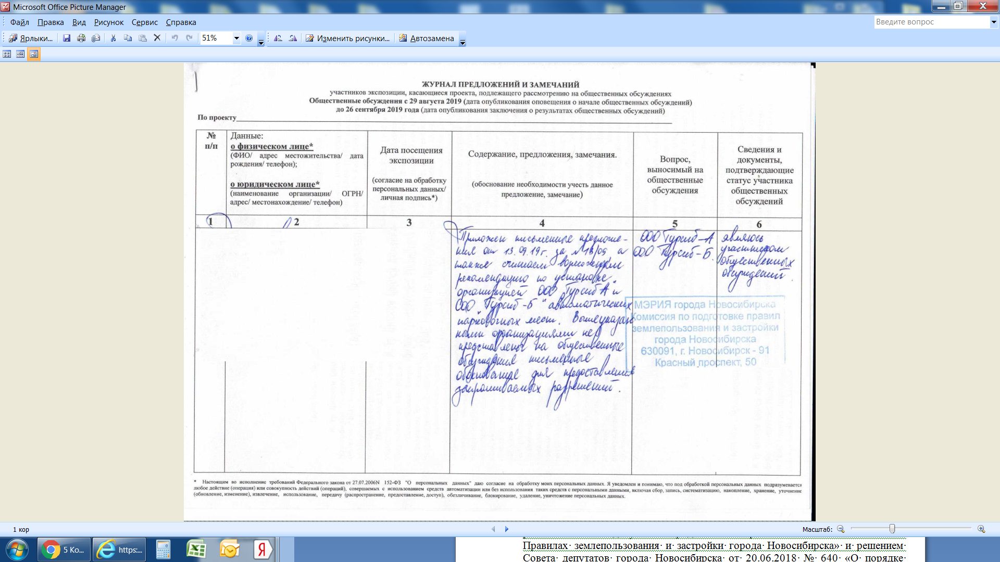 Microsoft Office Picture Manager
Файл Правка Вид Рисунок Сервис Справка
Введите вопрос
Ярлыки... 51% Изменить рисунки... Автозамена
ЖУРНАЛ ПРЕДЛОЖЕНИЙ И ЗАМЕЧАНИЙ
участников экспозиции, касающиеся проекта, подлежащего рассмотрению на общественных обсуждениях
Общественные обсуждения с 29 августа 2019 (дата опубликования оповещения о начале общественных обсуждений)
до 26 сентября 2019 года (дата опубликования заключения о результатах общественных обсуждений)
По проекту
№
п/п
Данные:
о физическом лице*
(ФИО/ адрес местожительства/ дата
рождения/ телефон);
о юридическом лице*
(наименование организации/ ОГРН/
адрес/ местонахождение/ телефон)
Дата посещения
экспозиции
(согласие на обработку
персональных данных/
личная подпись*)
Содержание, предложения, замечания.
(обоснование необходимости учесть данное
предложение, замечание)
Вопрос,
выносимый на
общественные
обсуждения
Сведения и
документы,
подтверждающие
статус участника
общественных
обсуждений
1 2 3 4 5 6
Приложен письменные предложе-
ния от 13.09.19г. за №13/09 а
также считаем возможным
рекомендацию по установке
организацией ООО "Турсиб А" и
ООО "Турсиб-Б" автоматических
парковочных мест. Вышеуказан
ными организациями не
представлены на общественные
обсуждения письменные
обоснование для предоставления
запрашиваемых разрешений.
ООО Турсиб-А
ООО Турсиб-Б.
являюсь
участником
общественных
обсуждений.
МЭРИЯ города Новосибирска
Комиссия по подготовке правил
землепользования и застройки
города Новосибирска
630091, г. Новосибирск - 91
Красный проспект, 50
* Настоящим во исполнение требований Федерального закона от 27.07.2006N 152-ФЗ "О персональных данных" даю согласие на обработку моих персональных данных. Я уведомлен и понимаю, что под обработкой персональных данных подразумевается
любое действие (операция) или совокупность действий (операций), совершаемых с использованием средств автоматизации или без использования таких средств с персональными данными, включая сбор, запись, систематизацию, накопление, хранение, уточнение
(обновление, изменение), извлечение, использование, передачу (распространение, предоставление, доступ), обезличивание, блокирование, удаление, уничтожение персональных данных.
1 кор
Масштаб:
5 Ко...
https:...
Правилах землепользования и застройки города Новосибирска» и решением
Совета депутатов города Новосибирска от 20.06.2018 № 640 «О порядке